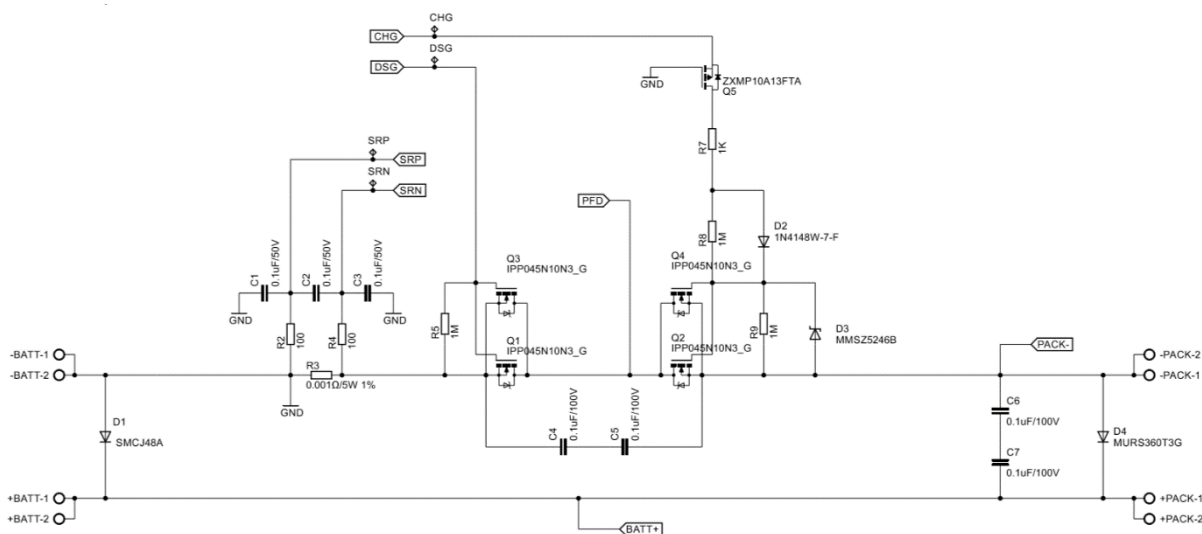 CHG
CHG
DSG
DSG
GND
ZXMP10A13FTA
Q5
R7
1K
SRP
SRP
SRN
SRN
PFD
D2
1N4148W-7-F
R8
1M
C1
0.1uF/50V
C2
0.1uF/50V
C3
0.1uF/50V
Q3
IPP045N10N3_G
Q4
IPP045N10N3_G
GND
GND
R2
100
R4
100
R5
1M
Q1
IPP045N10N3_G
Q2
IPP045N10N3_G
R9
1M
D3
MMSZ5246B
PACK-
-BATT-1
-BATT-2
R3
0.001Ω/5W 1%
-PACK-2
-PACK-1
GND
D1
SMCJ48A
C4
0.1uF/100V
C5
0.1uF/100V
C6
0.1uF/100V
C7
0.1uF/100V
D4
MURS360T3G
+BATT-1
+BATT-2
BATT+
+PACK-1
+PACK-2